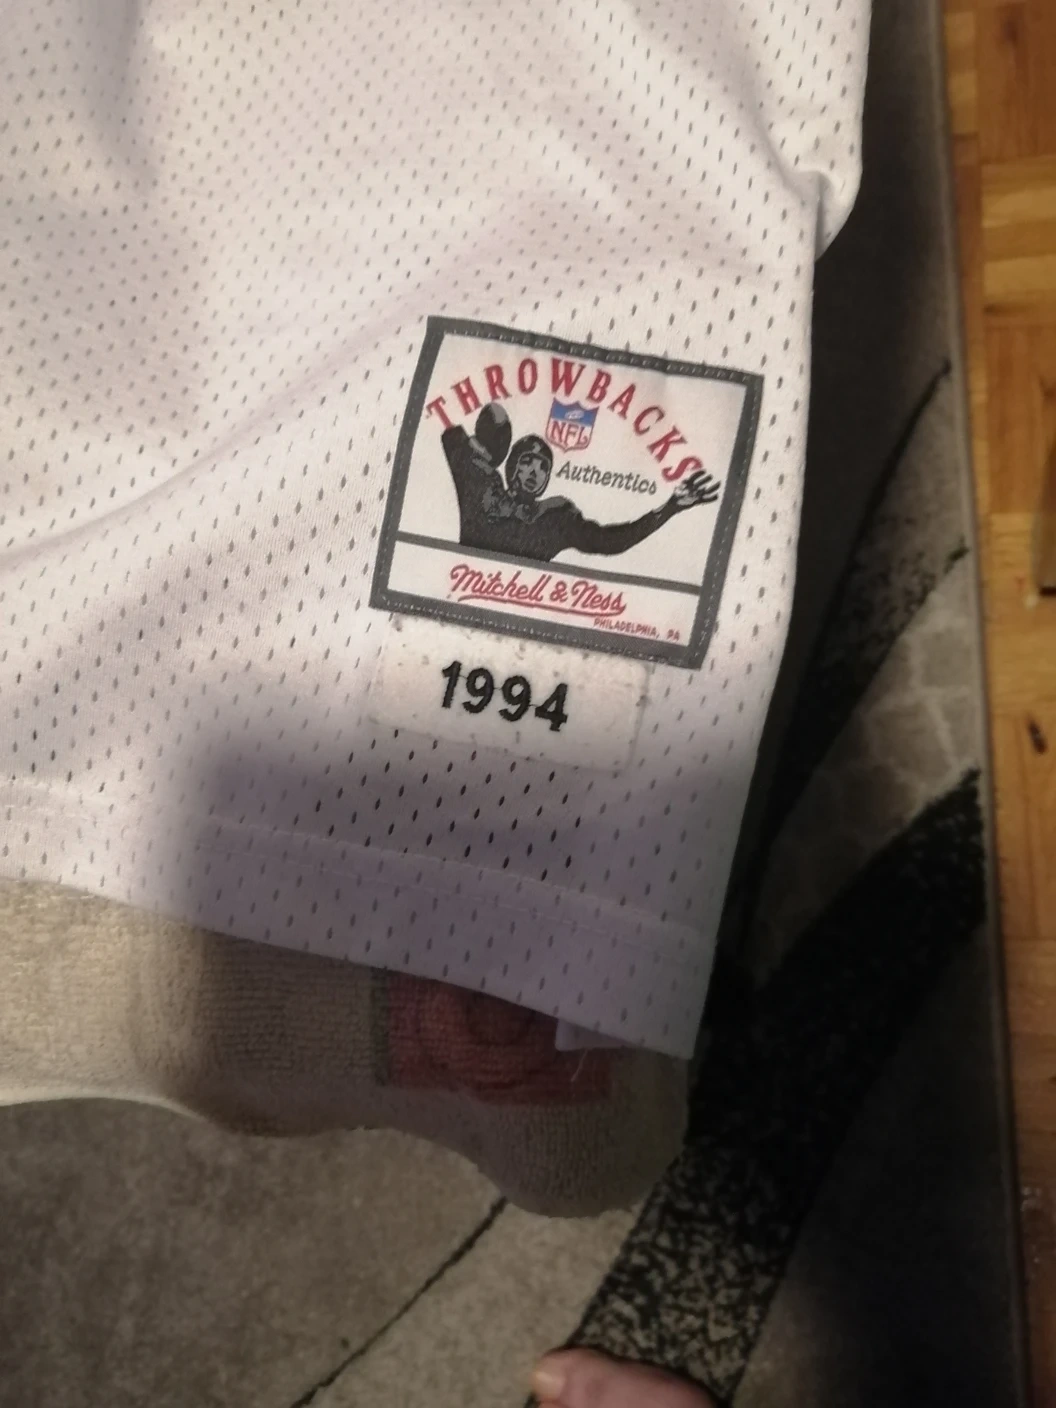 THROWBACKS
NFL
Authentics
Mitchell & Ness
PHILADELPHIA, PA
1994